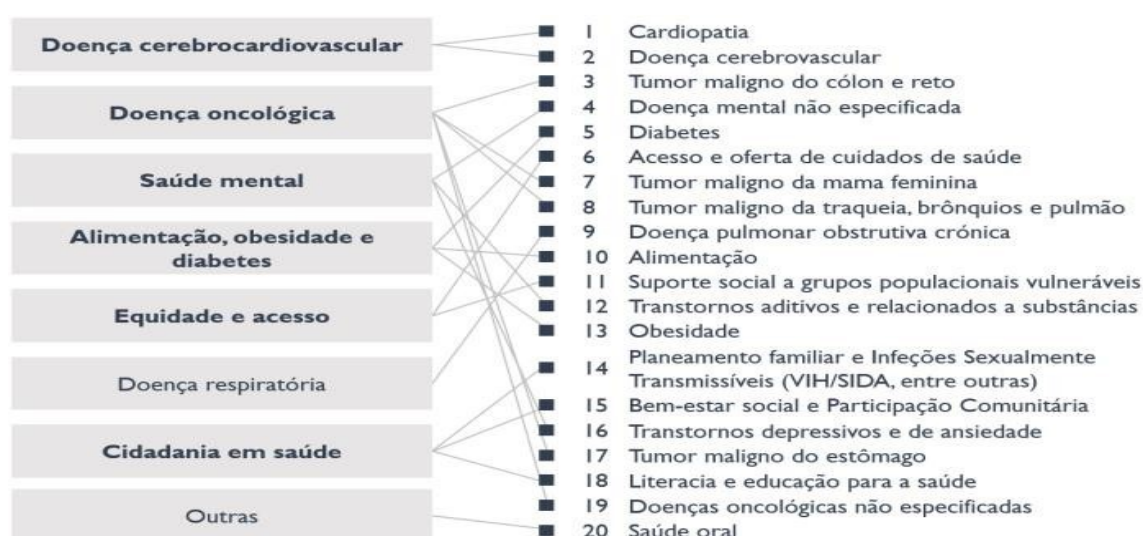 Doença cerebrocardiovascular
Doença oncológica
Saúde mental
Alimentação, obesidade e
diabetes
Equidade e acesso
Doença respiratória
Cidadania em saúde
Outras
1 Cardiopatia
2 Doença cerebrovascular
3 Tumor maligno do cólon e reto
4 Doença mental não especificada
5 Diabetes
6 Acesso e oferta de cuidados de saúde
7 Tumor maligno da mama feminina
8 Tumor maligno da traqueia, brônquios e pulmão
9 Doença pulmonar obstrutiva crónica
10 Alimentação
11 Suporte social a grupos populacionais vulneráveis
12 Transtornos aditivos e relacionados a substâncias
13 Obesidade
14 Planeamento familiar e Infeções Sexualmente
Transmissíveis (VIH/SIDA, entre outras)
15 Bem-estar social e Participação Comunitária
16 Transtornos depressivos e de ansiedade
17 Tumor maligno do estômago
18 Literacia e educação para a saúde
19 Doenças oncológicas não especificadas
20 Saúde oral